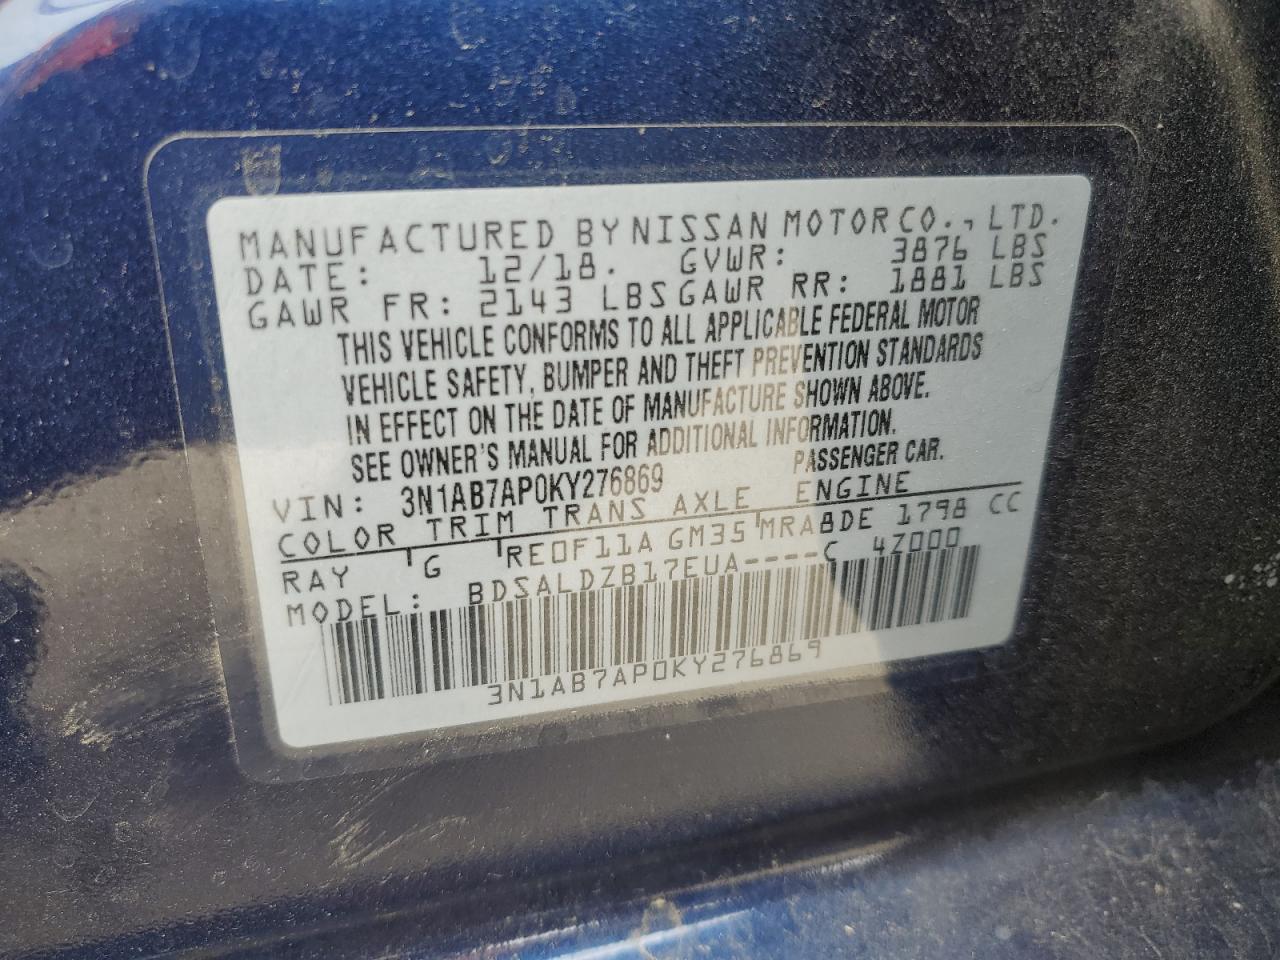 MANUFACTURED BY NISSAN MOTOR CO., LTD.
DATE: 12/18. GVWR: 3876 LBS
GAWR FR: 2143 LBS GAWR RR: 1881 LBS
THIS VEHICLE CONFORMS TO ALL APPLICABLE FEDERAL MOTOR
VEHICLE SAFETY, BUMPER AND THEFT PREVENTION STANDARDS
IN EFFECT ON THE DATE OF MANUFACTURE SHOWN ABOVE.
SEE OWNER'S MANUAL FOR ADDITIONAL INFORMATION.
VIN: 3N1AB7AP0KY276869 PASSENGER CAR.
COLOR TRIM TRANS AXLE ENGINE
RAY G RE0F11A GM35 MRA8DE 1798 CC
MODEL: BDSALDZB17EUA----C 4Z000
3N1AB7AP0KY276869